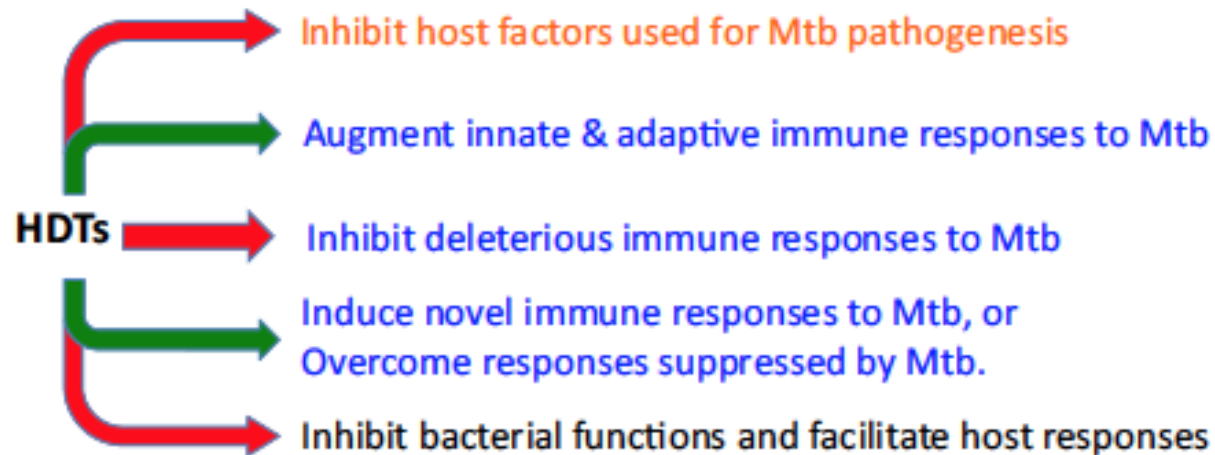 Inhibit host factors used for Mtb pathogenesis
Augment innate & adaptive immune responses to Mtb
HDTs
Inhibit deleterious immune responses to Mtb
Induce novel immune responses to Mtb, or
Overcome responses suppressed by Mtb.
Inhibit bacterial functions and facilitate host responses